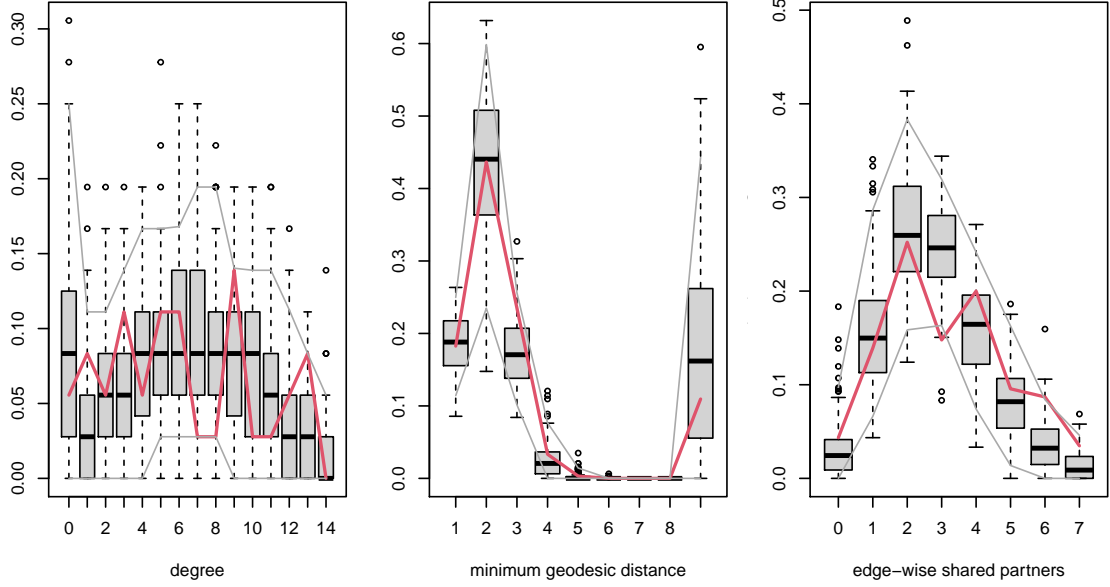 0.00 0.05 0.10 0.15 0.20 0.25 0.30
0 2 4 6 8 10 12 14
degree
0.0 0.1 0.2 0.3 0.4 0.5 0.6
1 2 3 4 5 6 7 8
minimum geodesic distance
0.0 0.1 0.2 0.3 0.4 0.5
0 1 2 3 4 5 6 7
edge−wise shared partners